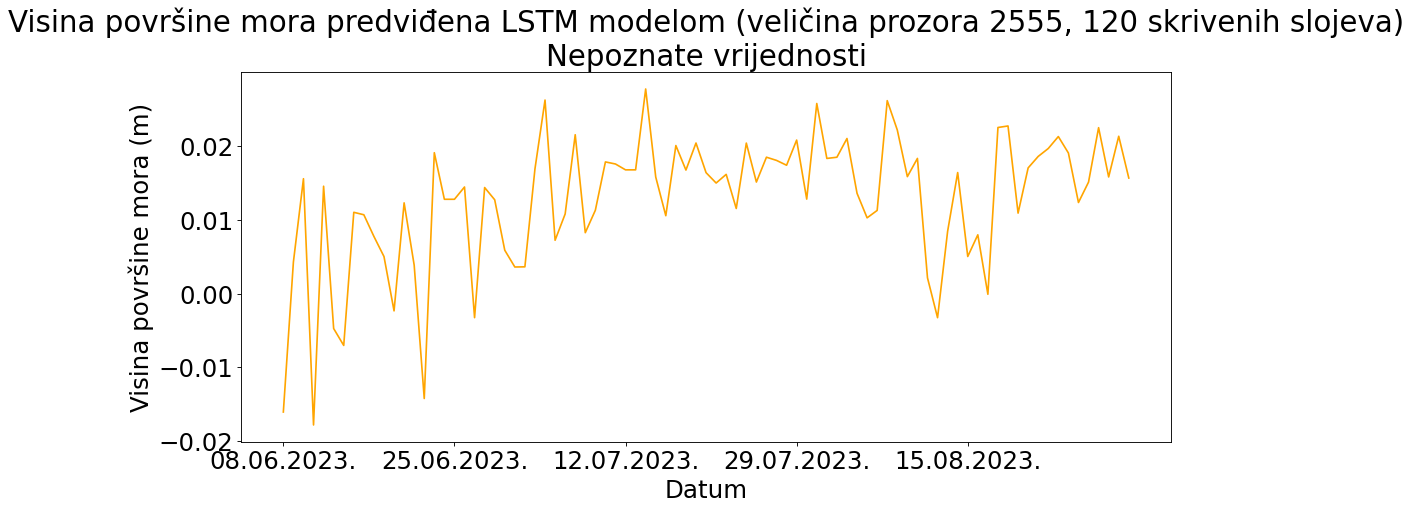 Visina površine mora predviđena LSTM modelom (veličina prozora 2555, 120 skrivenih slojeva)
Nepoznate vrijednosti
Visina površine mora (m)
0.02
0.01
0.00
−0.01
−0.02
08.06.2023. 25.06.2023. 12.07.2023. 29.07.2023. 15.08.2023.
Datum